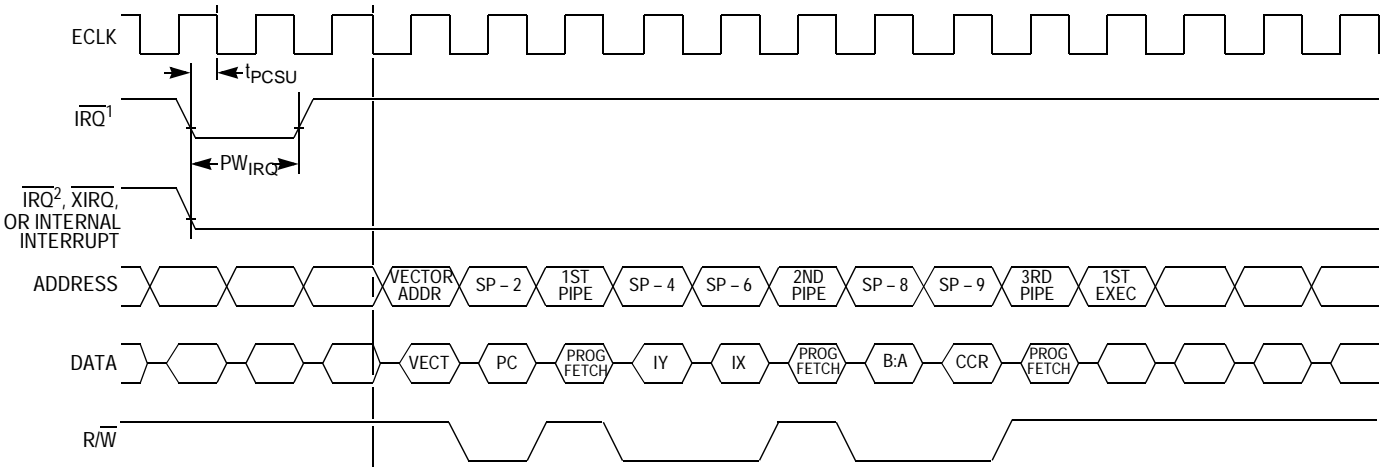 ECLK
tPCSU
IRQ1
PWIRQ
IRQ2, XIRQ,
OR INTERNAL
INTERRUPT
ADDRESS
VECTOR
ADDR
SP – 2
1ST
PIPE
SP – 4
SP – 6
2ND
PIPE
SP – 8
SP – 9
3RD
PIPE
1ST
EXEC
DATA
VECT
PC
PROG
FETCH
IY
IX
PROG
FETCH
B:A
CCR
PROG
FETCH
R/W